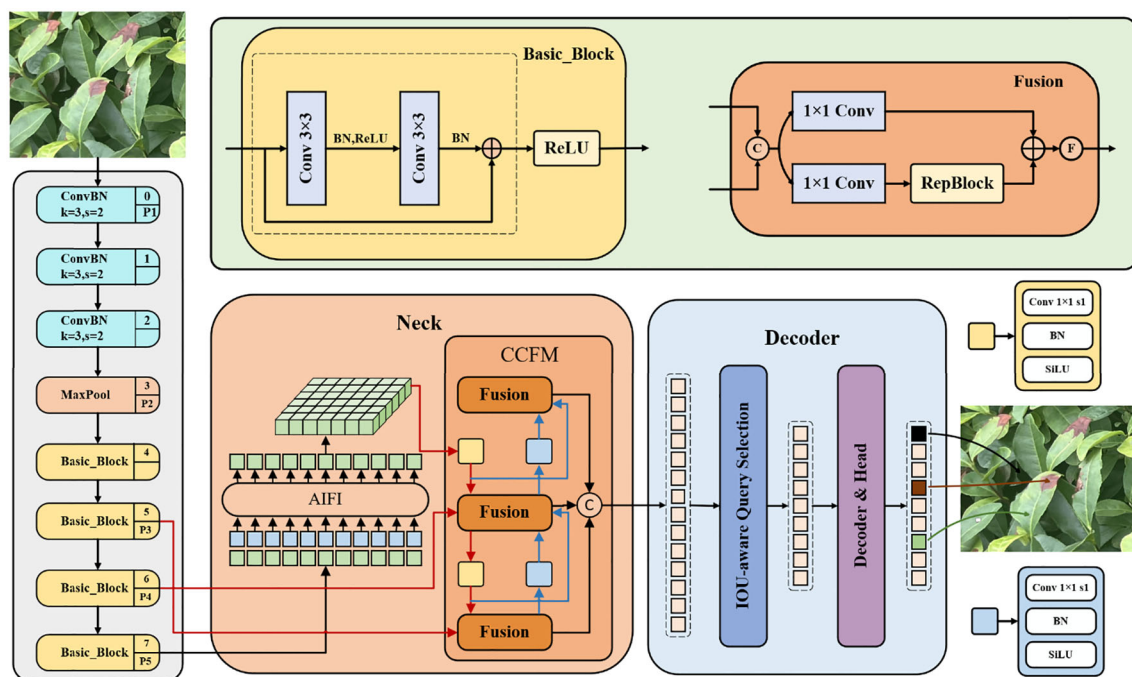 Basic_Block
Conv 3×3
BN,ReLU
Conv 3×3
BN
ReLU
Fusion
C
1×1 Conv
1×1 Conv
RepBlock
F
ConvBN
k=3,s=2
0
P1
ConvBN
k=3,s=2
1
ConvBN
k=3,s=2
2
MaxPool
3
P2
Basic_Block
4
Basic_Block
5
P3
Basic_Block
6
P4
Basic_Block
7
P5
Neck
CCFM
Fusion
Fusion
Fusion
C
AIFI
Decoder
IOU-aware Query Selection
Decoder & Head
Conv 1×1 s1
BN
SiLU
Conv 1×1 s1
BN
SiLU